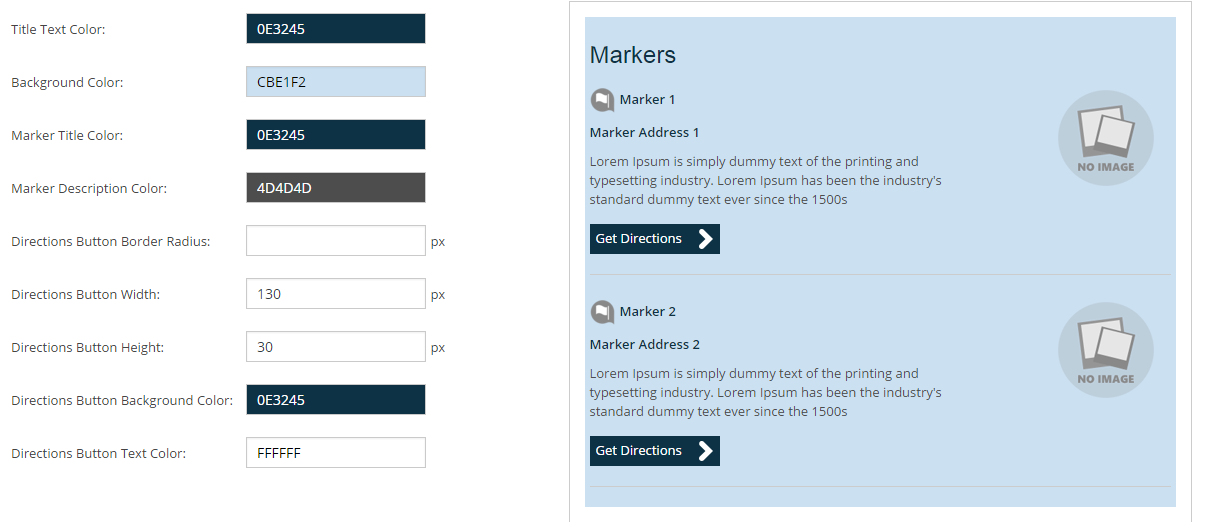 Title Text Color: 0E3245
Background Color: CBE1F2
Marker Title Color: 0E3245
Marker Description Color: 4D4D4D
Directions Button Border Radius: px
Directions Button Width: 130 px
Directions Button Height: 30 px
Directions Button Background Color: 0E3245
Directions Button Text Color: FFFFFF
Markers
Marker 1
Marker Address 1
Lorem Ipsum is simply dummy text of the printing and
typesetting industry. Lorem Ipsum has been the industry's
standard dummy text ever since the 1500s
Get Directions
NO IMAGE
Marker 2
Marker Address 2
Lorem Ipsum is simply dummy text of the printing and
typesetting industry. Lorem Ipsum has been the industry's
standard dummy text ever since the 1500s
Get Directions
NO IMAGE